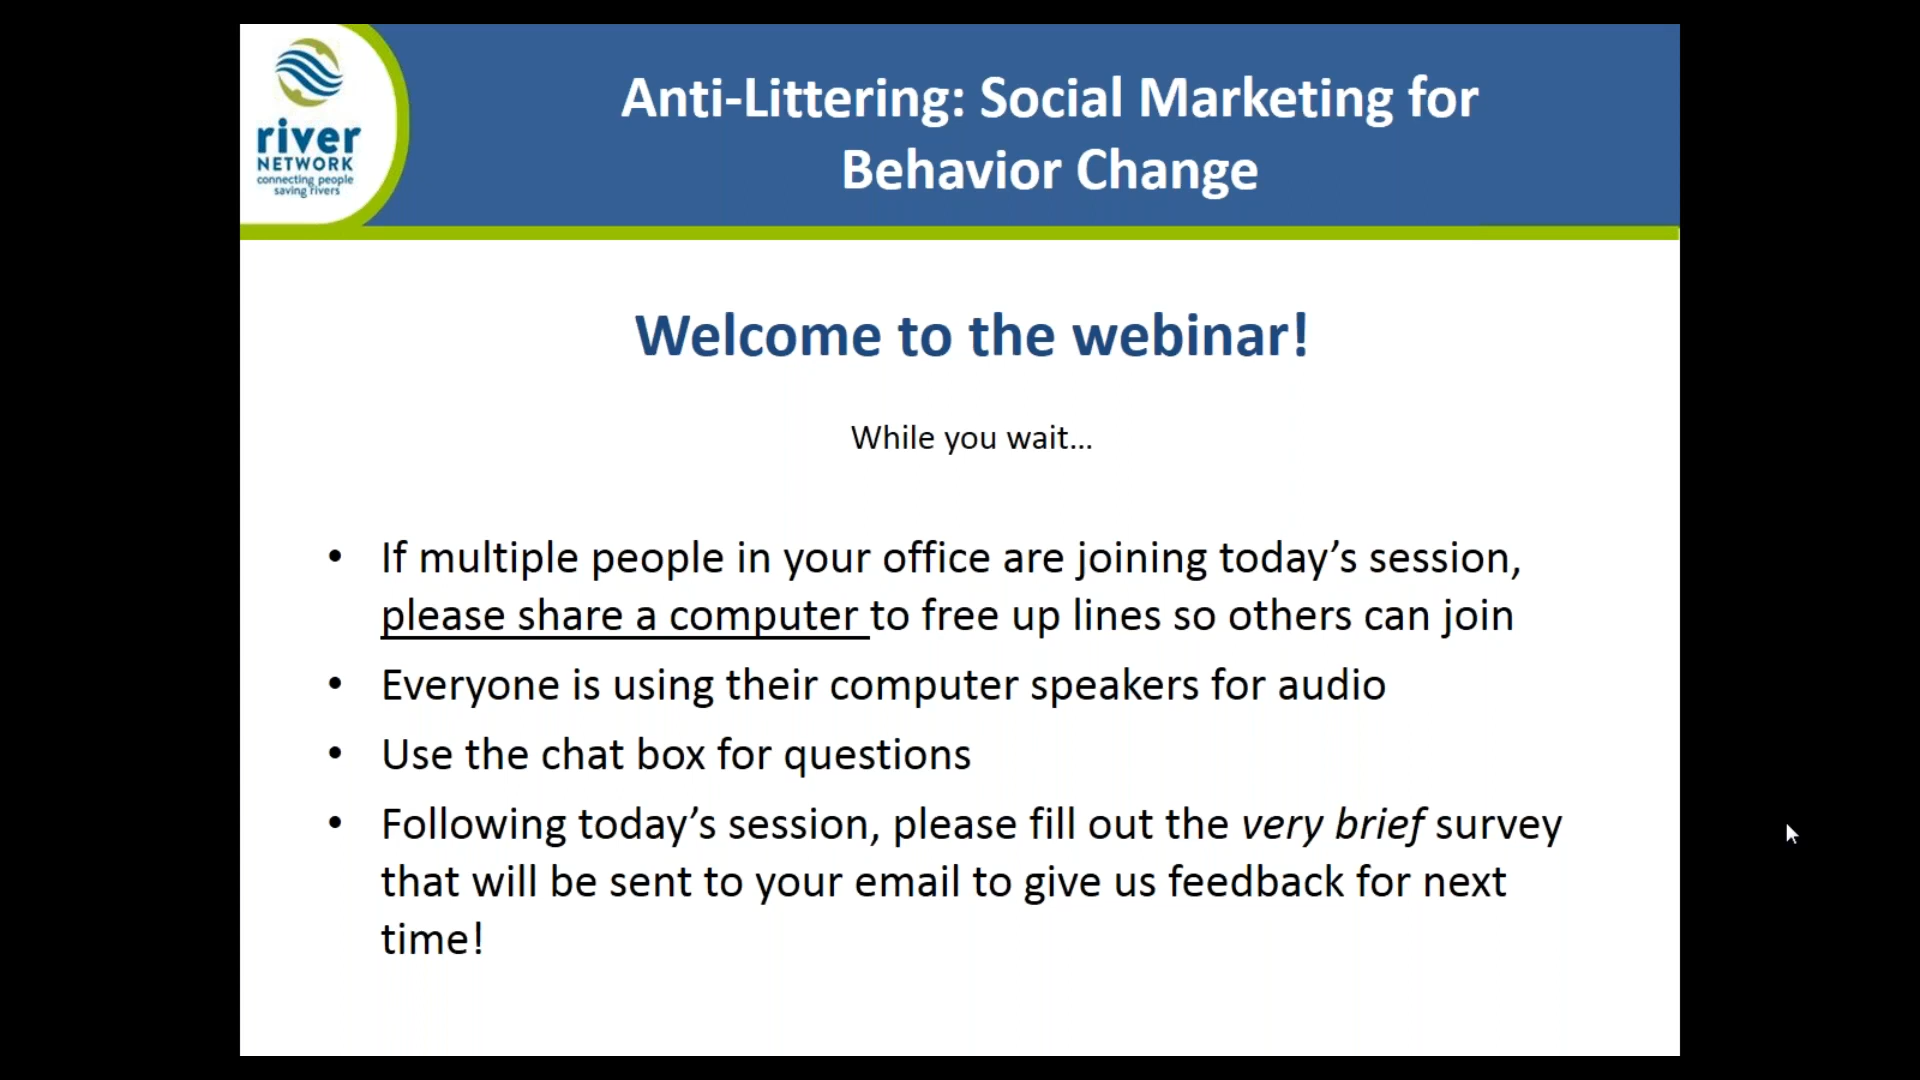 river
NETWORK
connecting people
saving rivers
Anti-Littering: Social Marketing for
Behavior Change
Welcome to the webinar!
While you wait...
• If multiple people in your office are joining today’s session,
please share a computer to free up lines so others can join
• Everyone is using their computer speakers for audio
• Use the chat box for questions
• Following today’s session, please fill out the very brief survey
that will be sent to your email to give us feedback for next
time!